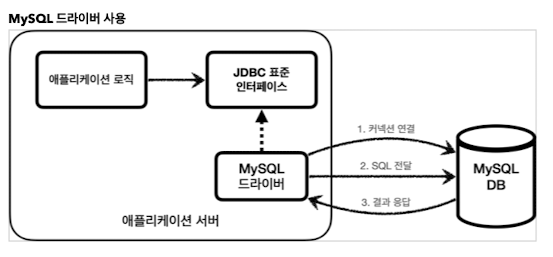 MySQL 드라이버 사용
애플리케이션 로직
JDBC 표준
인터페이스
MySQL
드라이버
1. 커넥션 연결
2. SQL 전달
3. 결과 응답
MySQL
DB
애플리케이션 서버